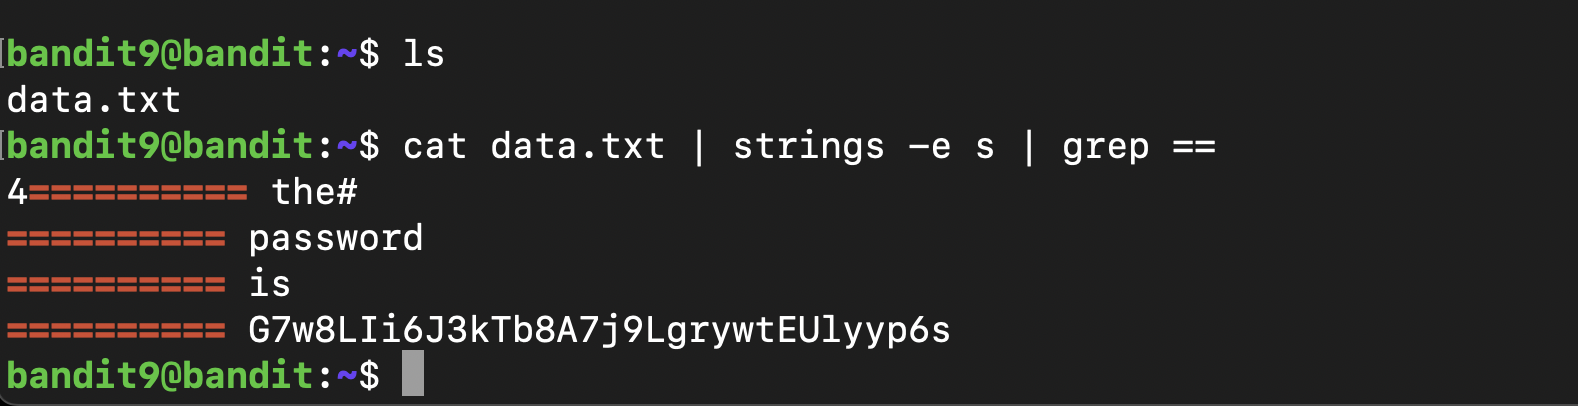 bandit9@bandit:~$ ls
data.txt
bandit9@bandit:~$ cat data.txt | strings -e s | grep ==
4========== the#
========== password
========== is
========== G7w8LIi6J3kTb8A7j9LgrywtEUlyyp6s
bandit9@bandit:~$